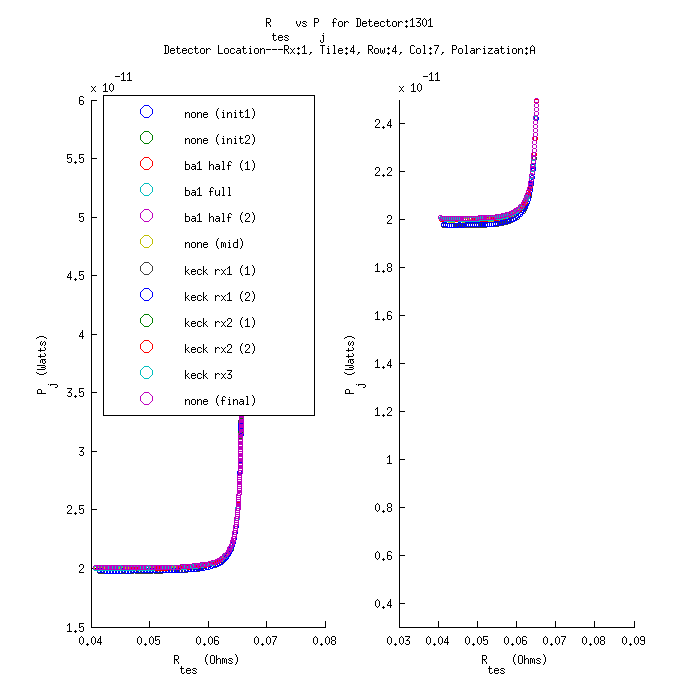 R tes vs P j for Detector:1301
Detector Location---Rx:1, Tile:4, Row:4, Col:7, Polarization:A
x 10 -11
6
5.5
5
4.5
4
3.5
3
2.5
2
1.5
0.04 0.05 0.06 0.07 0.08
P j (Watts)
R tes (Ohms)
none (init1)
none (init2)
ba1 half (1)
ba1 full
ba1 half (2)
none (mid)
keck rx1 (1)
keck rx1 (2)
keck rx2 (1)
keck rx2 (2)
keck rx3
none (final)
x 10 -11
2.4
2.2
2
1.8
1.6
1.4
1.2
1
0.8
0.6
0.4
0.03 0.04 0.05 0.06 0.07 0.08 0.09
P j (Watts)
R tes (Ohms)